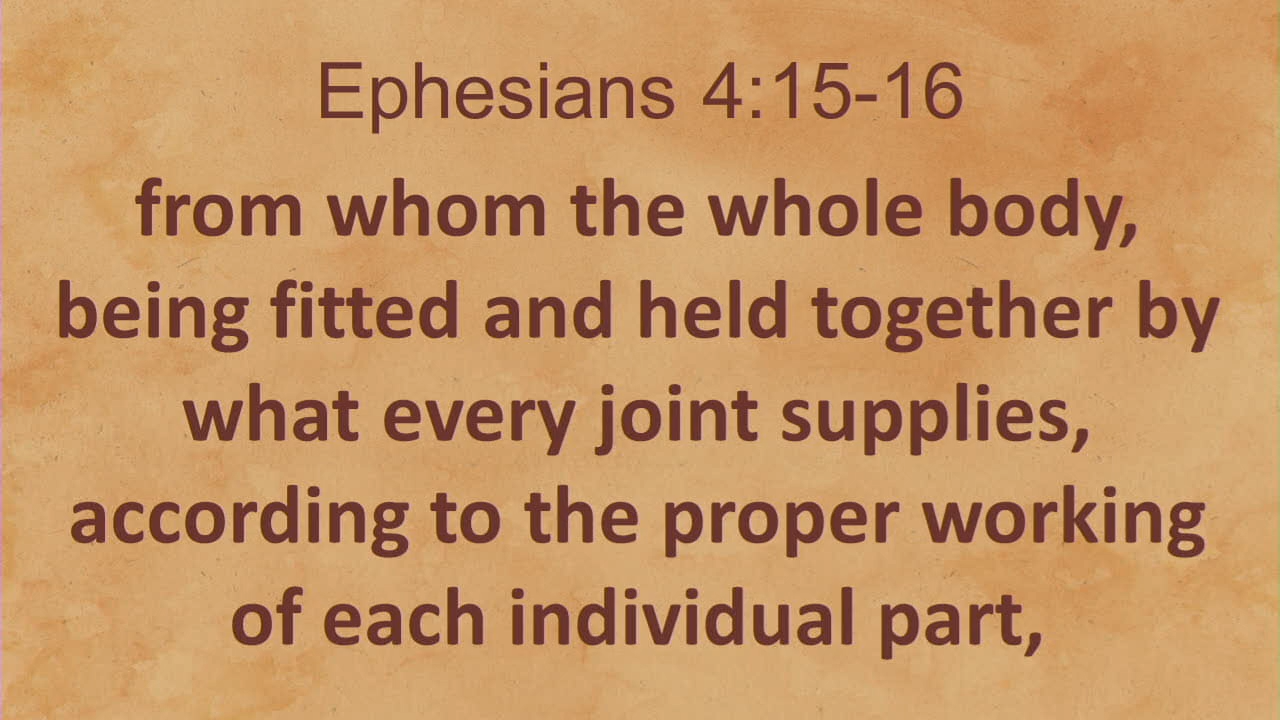 Ephesians 4:15-16
from whom the whole body,
being fitted and held together by
what every joint supplies,
according to the proper working
of each individual part,